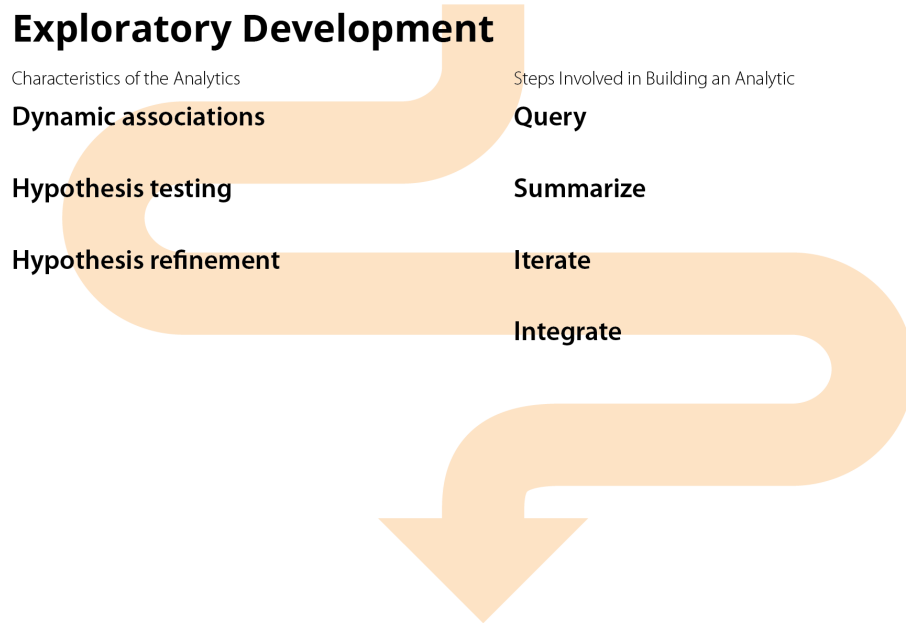 Exploratory Development
Characteristics of the Analytics
Dynamic associations
Hypothesis testing
Hypothesis refinement
Steps Involved in Building an Analytic
Query
Summarize
Iterate
Integrate